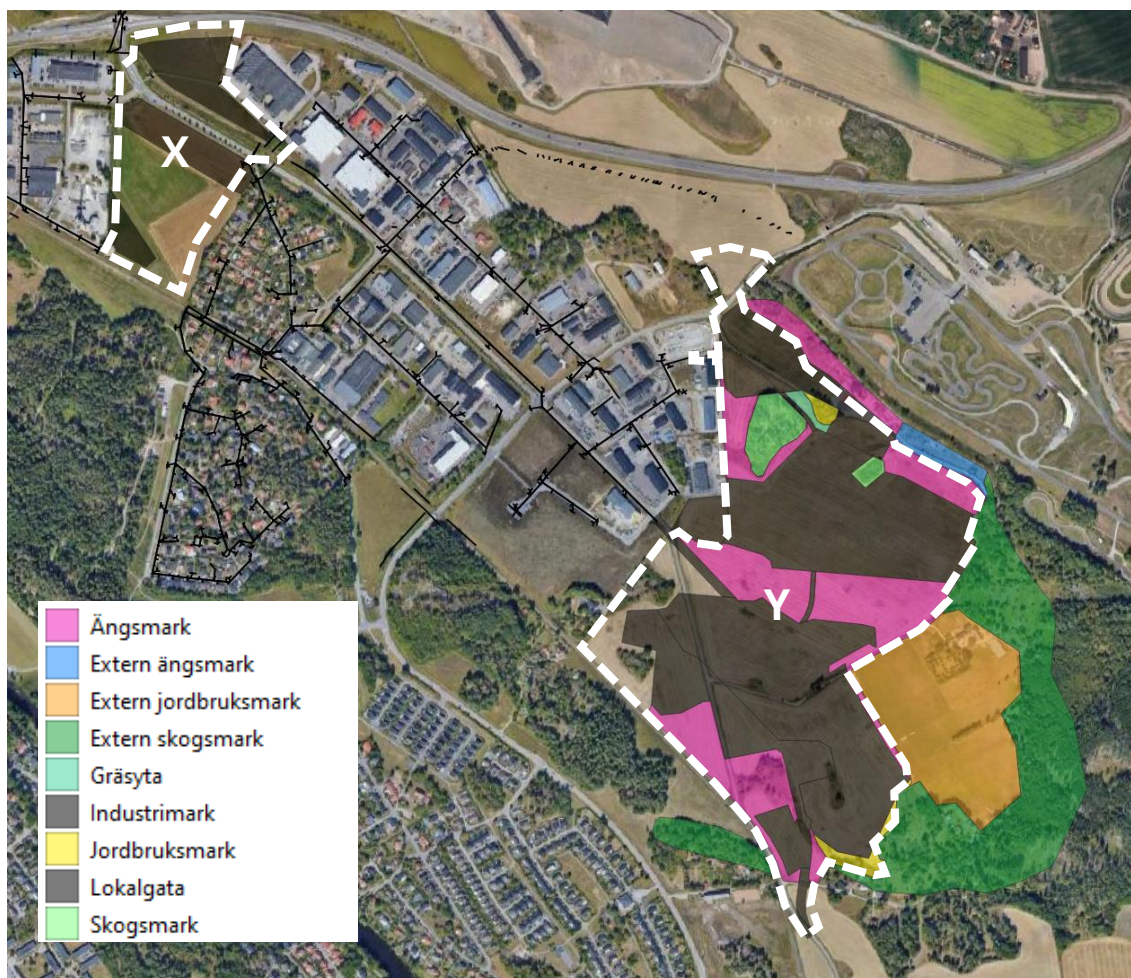 X
Y
Ängsmark
Extern ängsmark
Extern jordbruksmark
Extern skogsmark
Gräsyta
Industrimark
Jordbruksmark
Lokalgata
Skogsmark